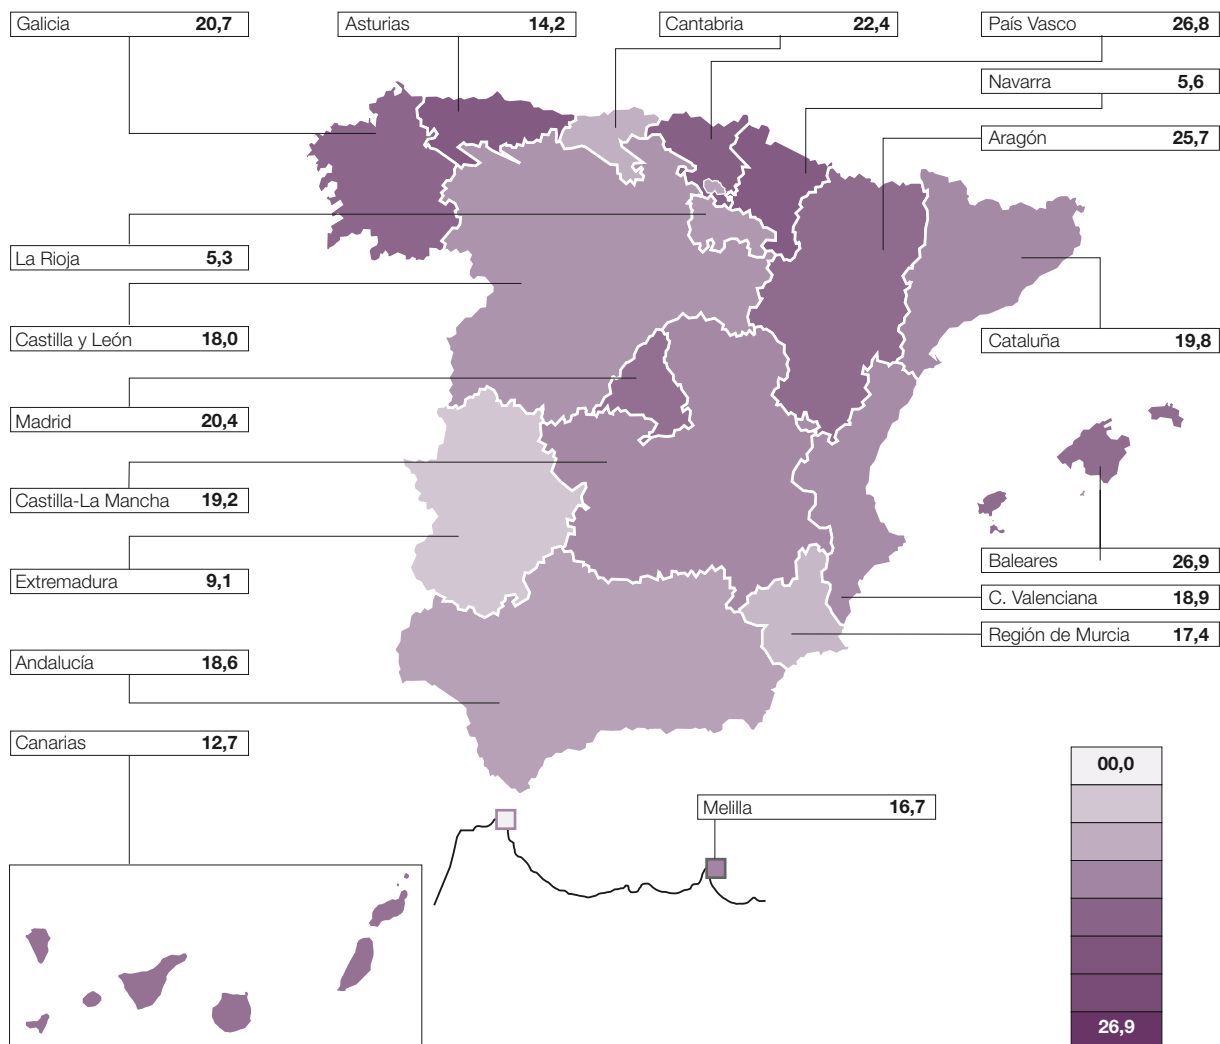 Galicia 20,7
Asturias 14,2
Cantabria 22,4
País Vasco 26,8
Navarra 5,6
Aragón 25,7
La Rioja 5,3
Castilla y León 18,0
Cataluña 19,8
Madrid 20,4
Castilla-La Mancha 19,2
Extremadura 9,1
Baleares 26,9
C. Valenciana 18,9
Región de Murcia 17,4
Andalucía 18,6
Canarias 12,7
Melilla 16,7
00,0
26,9